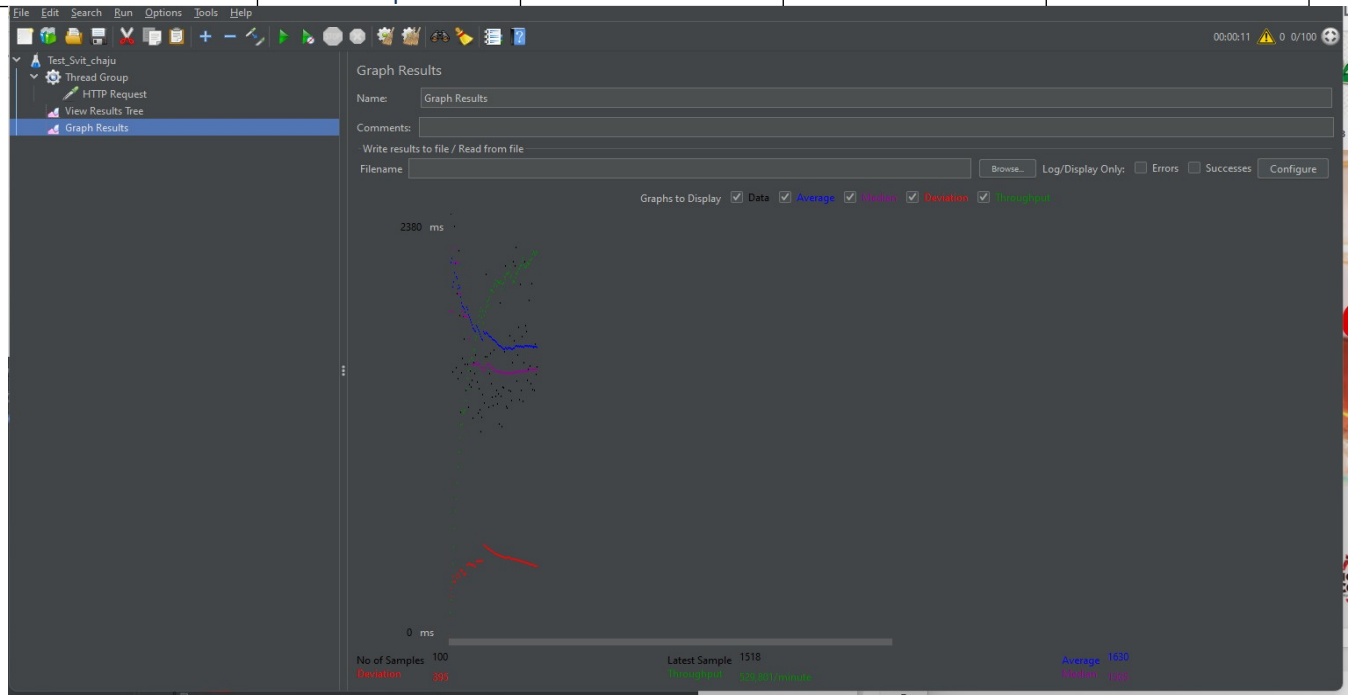 File Edit Search Run Options Tools Help
00:00:11 0 0/100
Test_Svit_chaju
Thread Group
HTTP Request
View Results Tree
Graph Results
Graph Results
Name: Graph Results
Comments:
Write results to file / Read from file
Filename Browse... Log/Display Only: Errors Successes Configure
Graphs to Display Data Average Median Deviation Throughput
2380 ms
0 ms
No of Samples 100 Latest Sample 1518 Average 1630
Deviation 395 Throughput Median